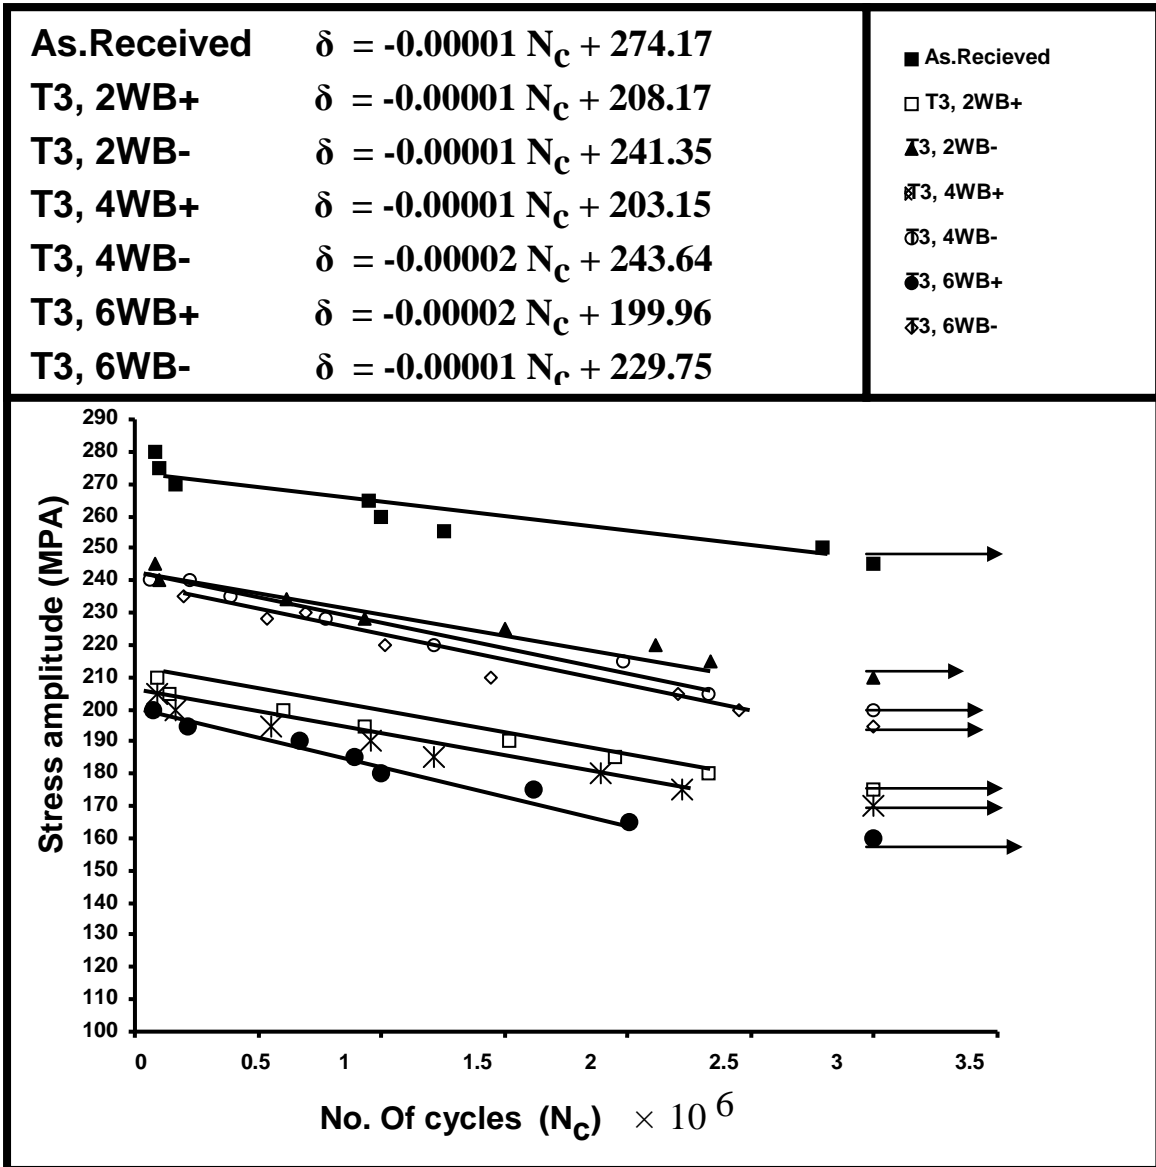 As.Received δ = -0.00001 Nc + 274.17
T3, 2WB+ δ = -0.00001 Nc + 208.17
T3, 2WB- δ = -0.00001 Nc + 241.35
T3, 4WB+ δ = -0.00001 Nc + 203.15
T3, 4WB- δ = -0.00002 Nc + 243.64
T3, 6WB+ δ = -0.00002 Nc + 199.96
T3, 6WB- δ = -0.00001 Nc + 229.75
As.Recieved
T3, 2WB+
T3, 2WB-
T3, 4WB+
T3, 4WB-
T3, 6WB+
T3, 6WB-
Stress amplitude (MPA)
290
280
270
260
250
240
230
220
210
200
190
180
170
160
150
140
130
120
110
100
0 0.5 1 1.5 2 2.5 3 3.5
No. Of cycles (Nc) × 10 6